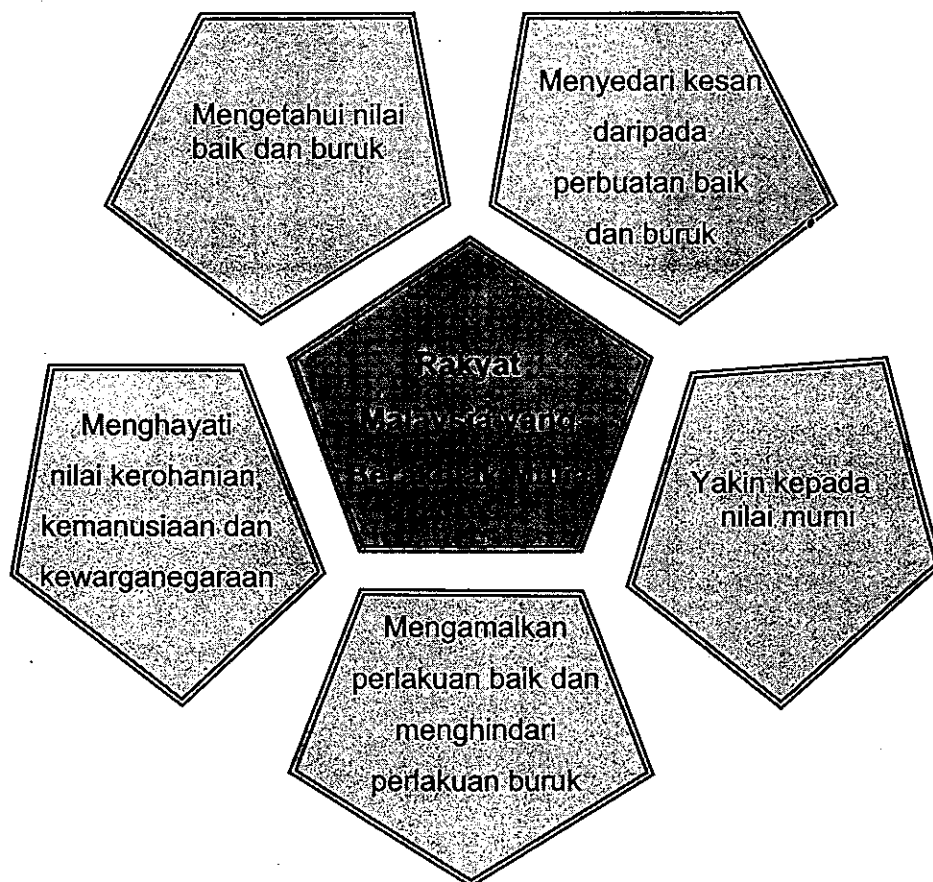 Mengetahui nilai
baik dan buruk
Menyedari kesan
daripada
perbuatan baik
dan buruk
Rakyat
Malaysia yang
Menghayati
nilai kerohanian,
kemanusiaan dan
kewarganegaraan
Yakin kepada
nilai murni
Mengamalkan
perlakuan baik dan
menghindari
perlakuan buruk